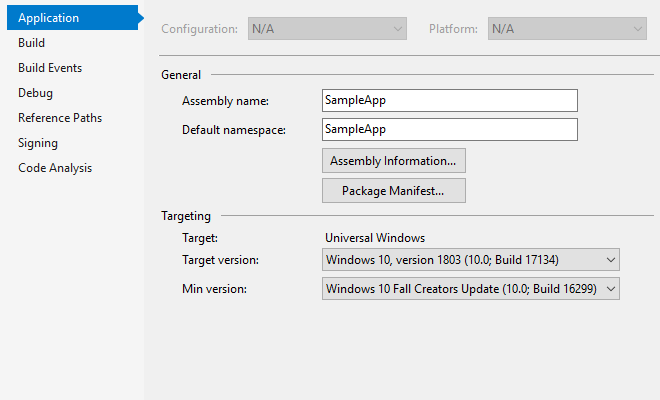 Application
Build
Build Events
Debug
Reference Paths
Signing
Code Analysis
Configuration: N/A Platform: N/A
General
Assembly name: SampleApp
Default namespace: SampleApp
Assembly Information...
Package Manifest...
Targeting
Target: Universal Windows
Target version: Windows 10, version 1803 (10.0; Build 17134)
Min version: Windows 10 Fall Creators Update (10.0; Build 16299)